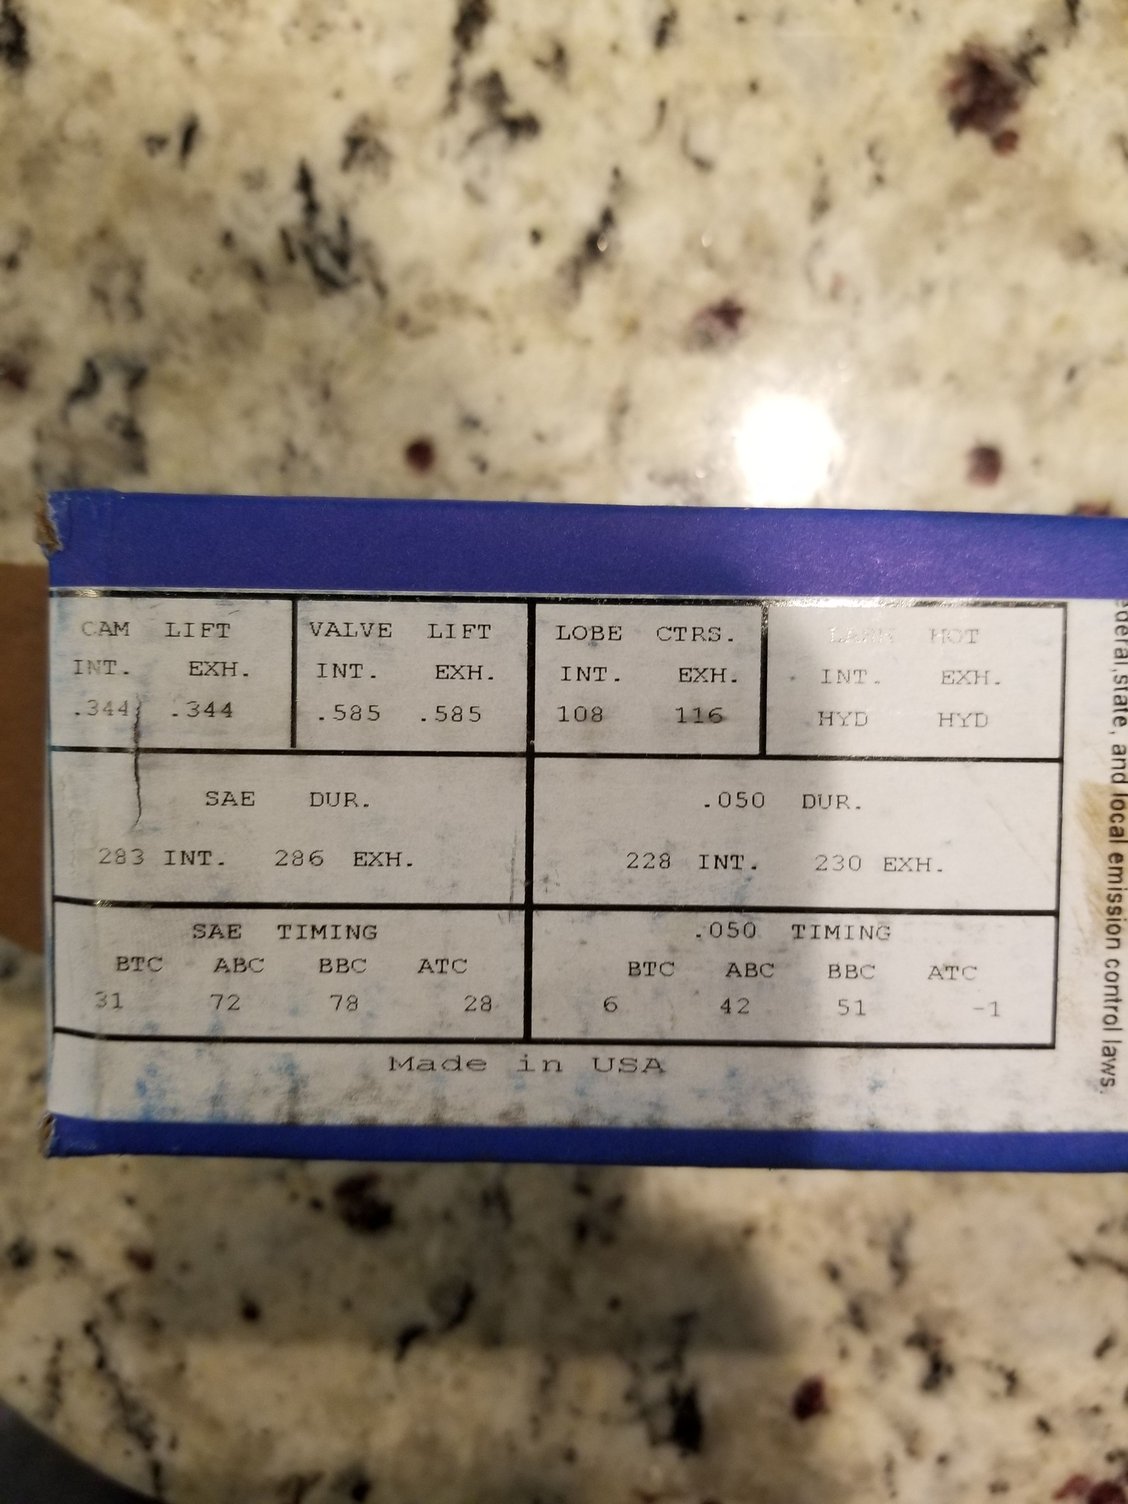 CAM LIFT
INT. EXH.
.344 .344
VALVE LIFT
INT. EXH.
.585 .585
LOBE CTRS.
INT. EXH.
108 116
LASH HOT
INT. EXH.
HYD HYD
SAE DUR.
283 INT. 286 EXH.
.050 DUR.
228 INT. 230 EXH.
SAE TIMING
BTC ABC BBC ATC
31 72 78 28
.050 TIMING
BTC ABC BBC ATC
6 42 51 -1
Made in USA
state, and local emission control laws.